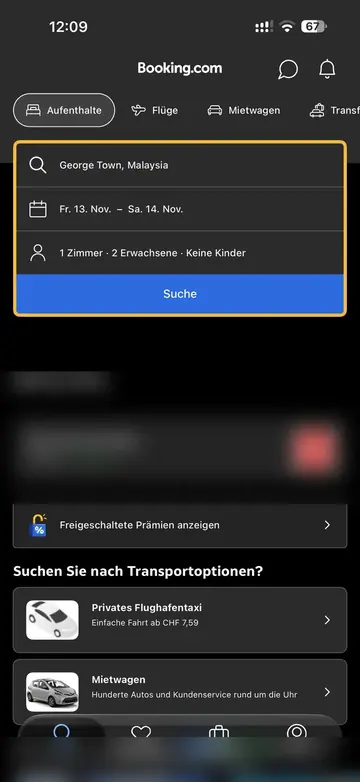 12:09
67
Booking.com
Aufenthalte
Flüge
Mietwagen
Transf
George Town, Malaysia
Fr. 13. Nov. – Sa. 14. Nov.
1 Zimmer · 2 Erwachsene · Keine Kinder
Suche
%
Freigeschaltete Prämien anzeigen
Suchen Sie nach Transportoptionen?
Privates Flughafentaxi
Einfache Fahrt ab CHF 7,59
Mietwagen
Hunderte Autos und Kundenservice rund um die Uhr